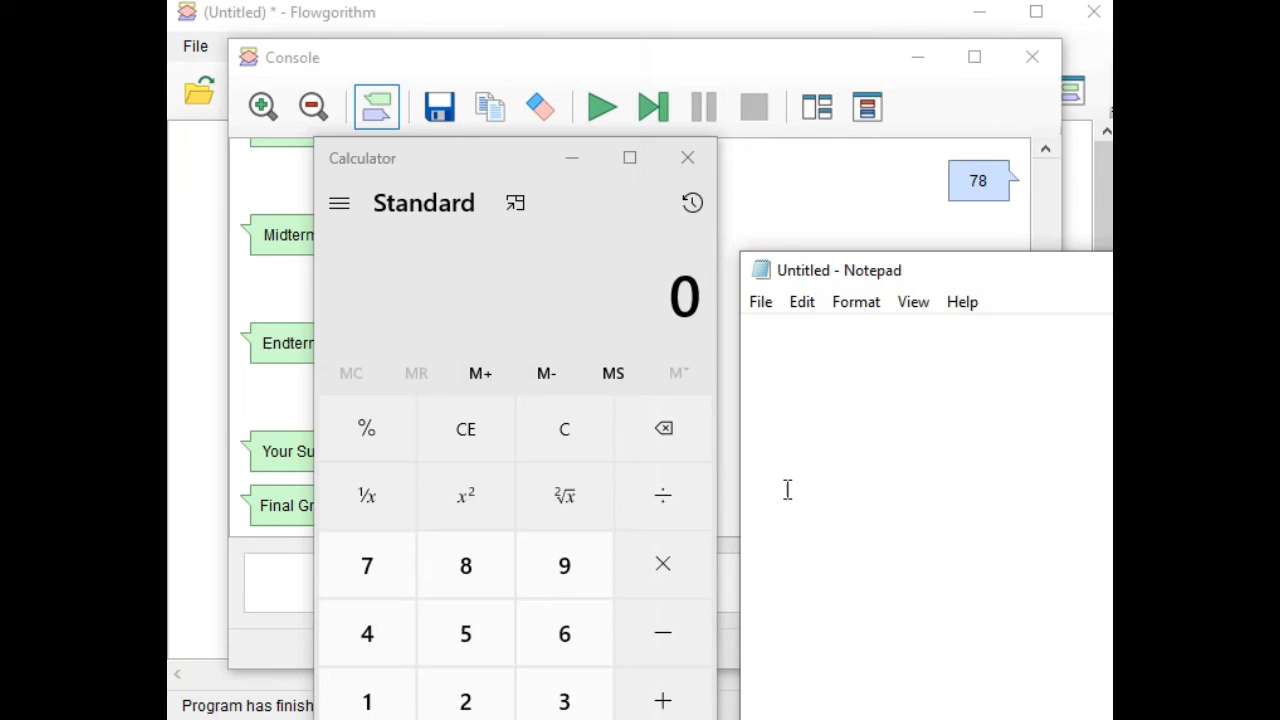 (Untitled) * - Flowgorithm
File
Console
78
Midterm
Endterm
Your Su
Final Gr
Program has finish
Calculator
Standard
0
MC MR M+ M- MS M˅
% CE C
¹/x x² ²√x ÷
7 8 9 ×
4 5 6 −
1 2 3 +
Untitled - Notepad
File Edit Format View Help